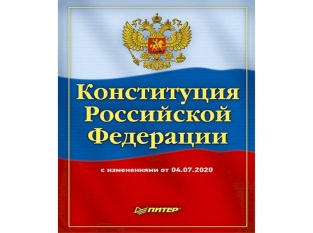 Конституция
Российской
Федерации
с изменениями от 04.07.2020
ПИТЕР